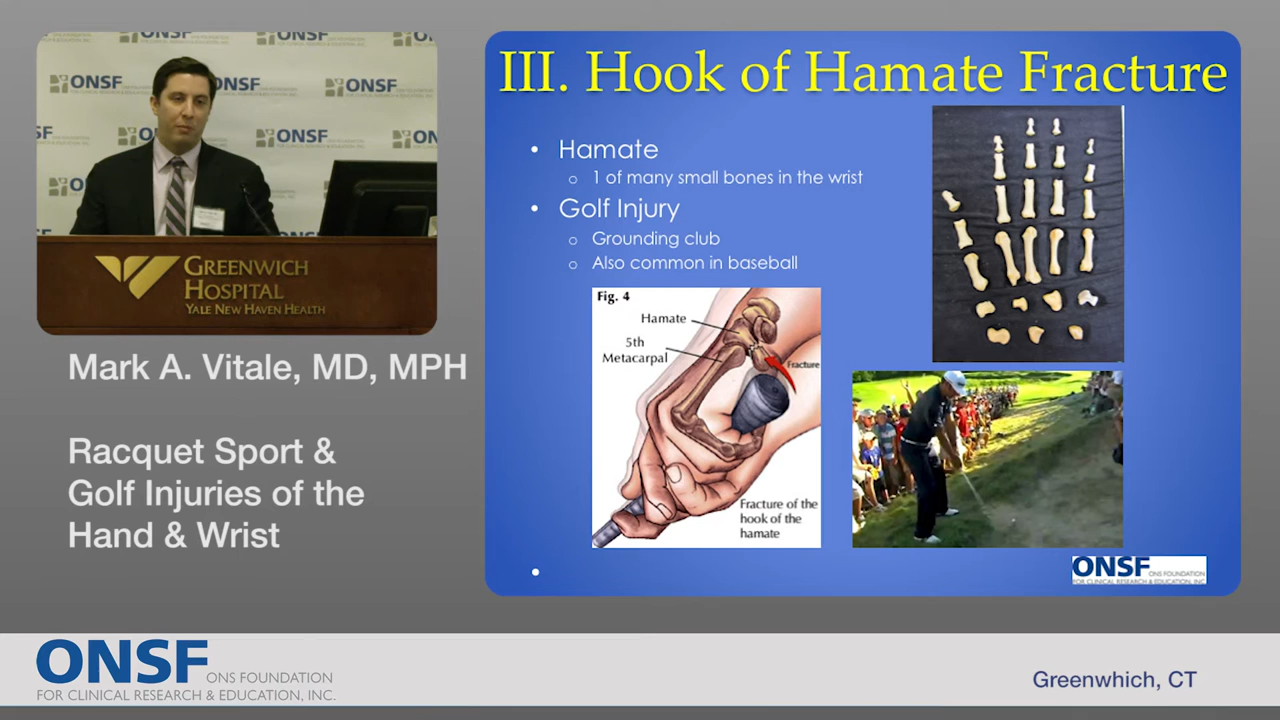 ONSF
ONSF
ONSF
ONSF
ONSF
ONSF
GREENWICH
HOSPITAL
YALE NEW HAVEN HEALTH
Mark A. Vitale, MD, MPH
Racquet Sport &
Golf Injuries of the
Hand & Wrist
III. Hook of Hamate Fracture
• Hamate
o 1 of many small bones in the wrist
• Golf Injury
o Grounding club
o Also common in baseball
Fig. 4
Hamate
5th
Metacarpal
Fracture
Fracture of the
hook of the
hamate
•
ONSF ONS FOUNDATION
FOR CLINICAL RESEARCH & EDUCATION, INC.
ONSF ONS FOUNDATION
FOR CLINICAL RESEARCH & EDUCATION, INC.
Greenwhich, CT